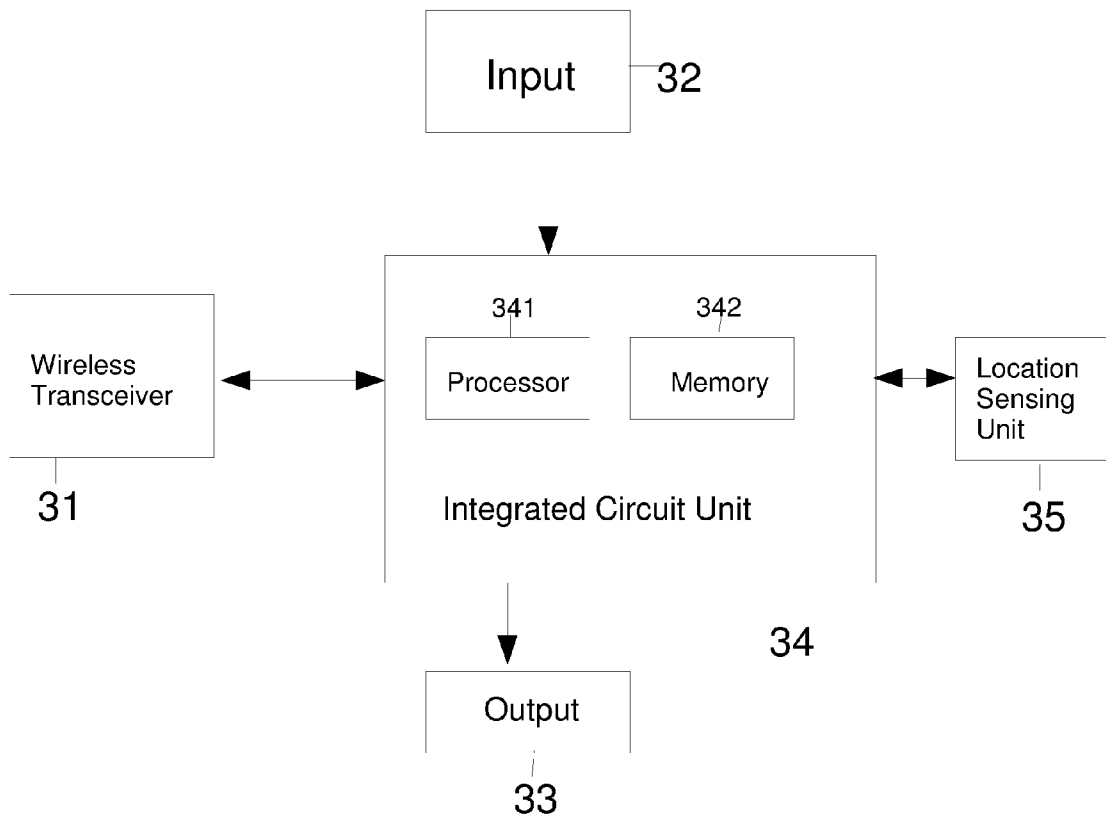 Input
32
341
342
Wireless
Transceiver
Processor
Memory
Location
Sensing
Unit
31
Integrated Circuit Unit
35
34
Output
33